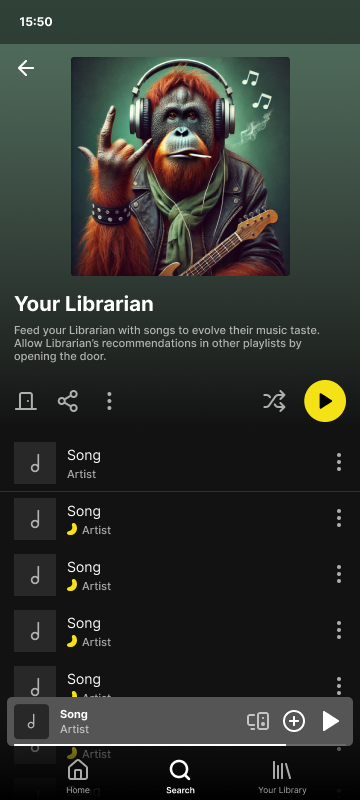 15:50
Your Librarian
Feed your Librarian with songs to evolve their music taste.
Allow Librarian's recommendations in other playlists by
opening the door.
Song
Artist
Song
Artist
Song
Artist
Song
Artist
Song
Artist
Song
Artist
Artist
Home
Search
Your Library